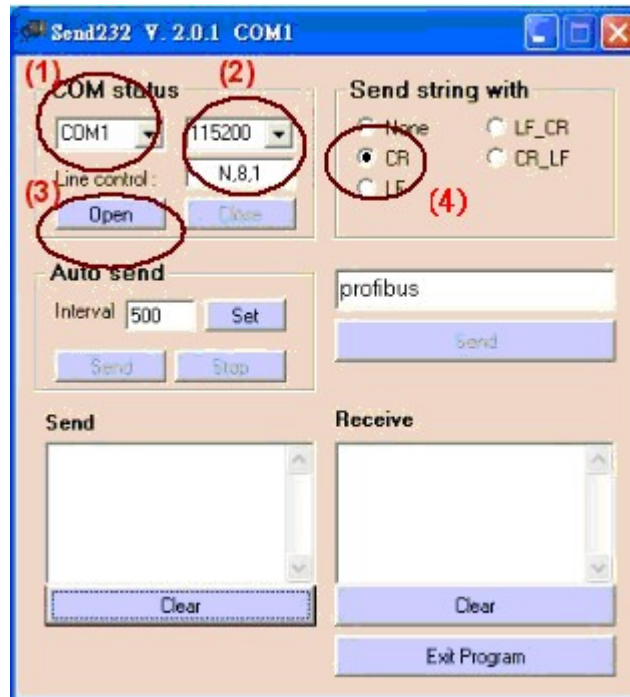 Send232 V. 2.0.1 COM1
(1)
(2)
COM status
COM1
115200
Line control :
N,8,1
(3)
Open
Close
Send string with
None
LF_CR
CR
CR_LF
LF
(4)
Auto send
Interval
500
Set
Send
Stop
profibus
Send
Send
Receive
Clear
Clear
Exit Program